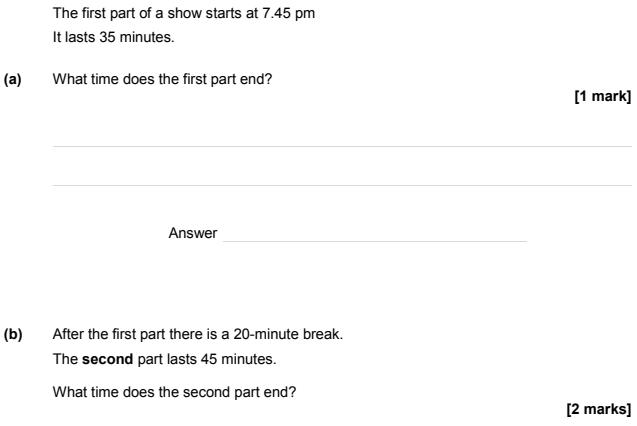 The first part of a show starts at 7.45 pm
It lasts 35 minutes.
(a) What time does the first part end?
[1 mark]
Answer
(b) After the first part there is a 20-minute break.
The second part lasts 45 minutes.
What time does the second part end?
[2 marks]